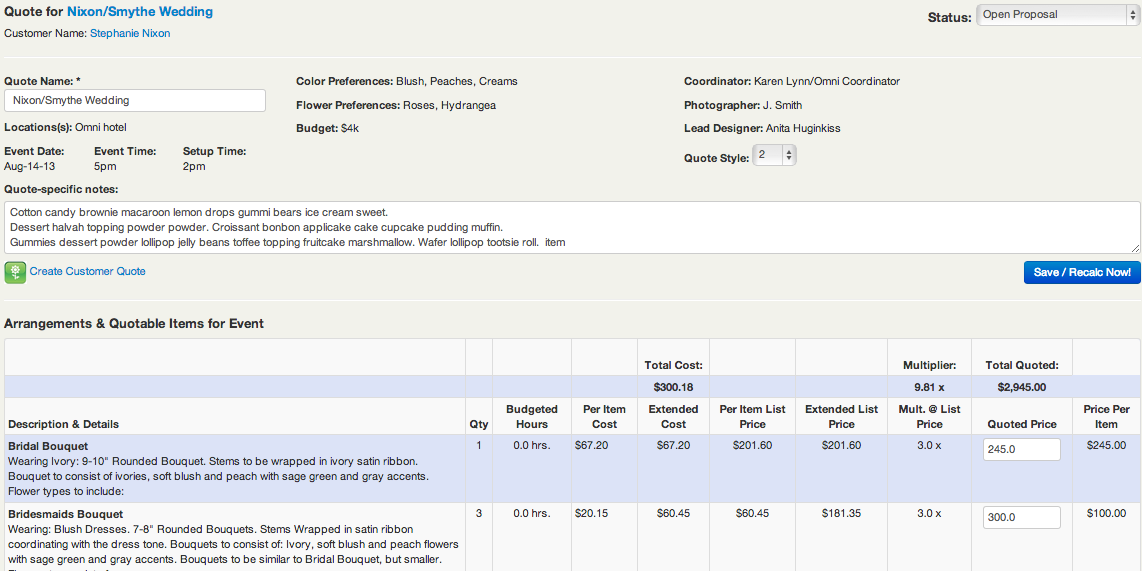 Quote for Nixon/Smythe Wedding
Status: Open Proposal
Customer Name: Stephanie Nixon
Quote Name: * Color Preferences: Blush, Peaches, Creams Coordinator: Karen Lynn/Omni Coordinator
Nixon/Smythe Wedding Flower Preferences: Roses, Hydrangea Photographer: J. Smith
Locations(s): Omni hotel Budget: $4k Lead Designer: Anita Huginkiss
Event Date: Event Time: Setup Time: Quote Style: 2
Aug-14-13 5pm 2pm
Quote-specific notes:
Cotton candy brownie macaroon lemon drops gummi bears ice cream sweet.
Dessert halvah topping powder powder. Croissant bonbon applicake cake cupcake pudding muffin.
Gummies dessert powder lollipop jelly beans toffee topping fruitcake marshmallow. Wafer lollipop tootsie roll. item
Create Customer Quote Save / Recalc Now!
Arrangements & Quotable Items for Event
Total Cost: Multiplier: Total Quoted:
$300.18 9.81 x $2,945.00
Budgeted Per Item Extended Per Item List Extended List Mult. @ List Price Per
Description & Details Qty Hours Cost Cost Price Price Price Quoted Price Item
Bridal Bouquet 1 0.0 hrs. $67.20 $67.20 $201.60 $201.60 3.0 x 245.0 $245.00
Wearing Ivory: 9-10" Rounded Bouquet. Stems to be wrapped in ivory satin ribbon.
Bouquet to consist of ivories, soft blush and peach with sage green and gray accents.
Flower types to include:
Bridesmaids Bouquet 3 0.0 hrs. $20.15 $60.45 $60.45 $181.35 3.0 x 300.0 $100.00
Wearing: Blush Dresses. 7-8" Rounded Bouquets. Stems Wrapped in satin ribbon
coordinating with the dress tone. Bouquets to consist of: Ivory, soft blush and peach flowers
with sage green and gray accents. Bouquets to be similar to Bridal Bouquet, but smaller.